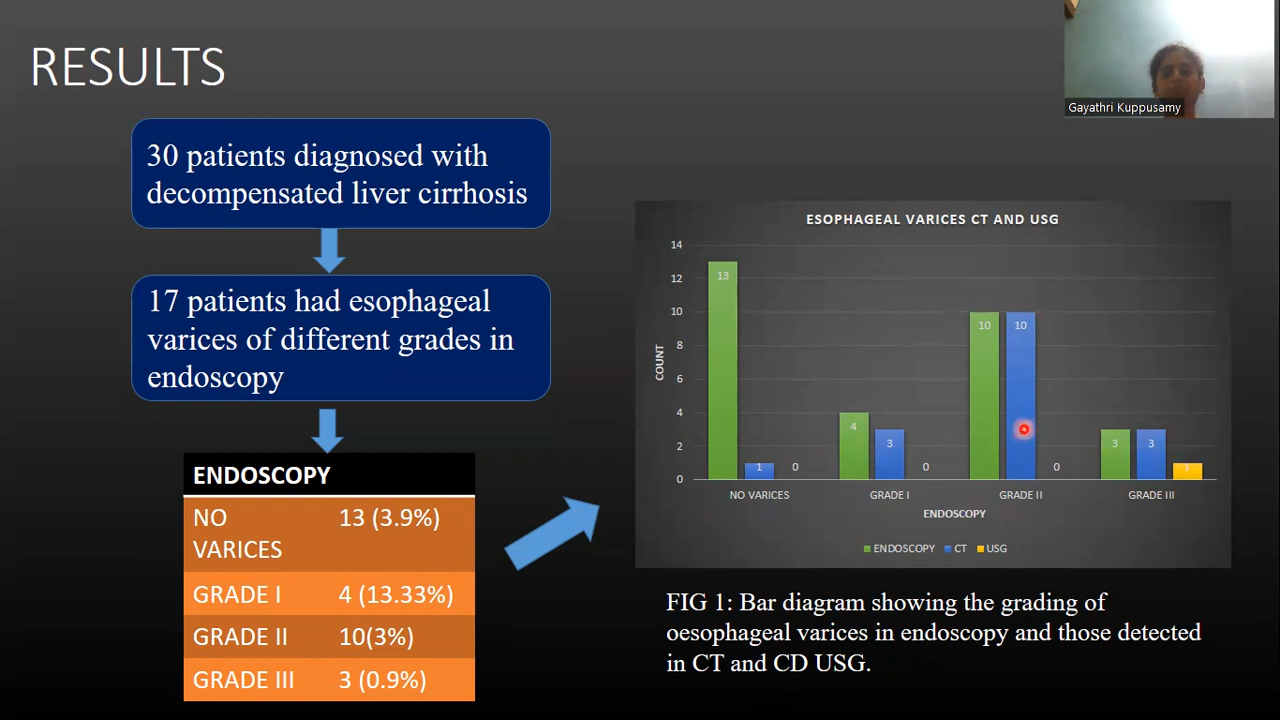 RESULTS
Gayathri Kuppusamy
30 patients diagnosed with
decompensated liver cirrhosis
17 patients had esophageal
varices of different grades in
endoscopy
ENDOSCOPY
NO VARICES 13 (3.9%)
GRADE I 4 (13.33%)
GRADE II 10(3%)
GRADE III 3 (0.9%)
ESOPHAGEAL VARICES CT AND USG
COUNT
14
12
10
8
6
4
2
0
13
1
0
4
3
0
10
10
0
3
3
1
NO VARICES
GRADE I
GRADE II
GRADE III
ENDOSCOPY
ENDOSCOPY CT USG
FIG 1: Bar diagram showing the grading of
oesophageal varices in endoscopy and those detected
in CT and CD USG.